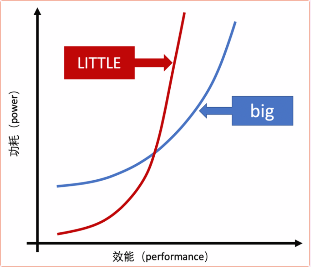 LITTLE
big
功耗（power）
效能（performance）